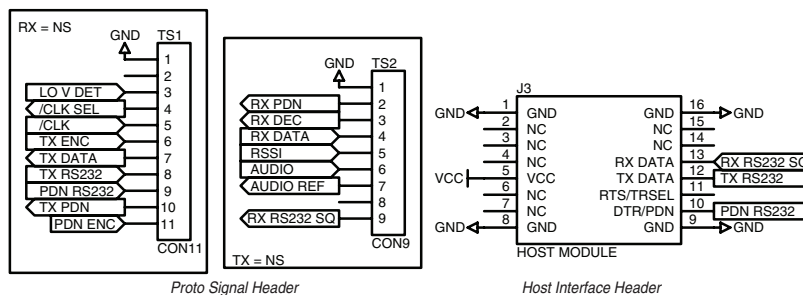 RX = NS
GND
TS1
1
2
LO V DET 3
/CLK SEL 4
/CLK 5
TX ENC 6
TX DATA 7
TX RS232 8
PDN RS232 9
TX PDN 10
PDN ENC 11
CON11
GND
TS2
1
RX PDN 2
RX DEC 3
RX DATA 4
RSSI 5
AUDIO 6
AUDIO REF 7
8
RX RS232 SQ 9
CON9
TX = NS
Proto Signal Header
J3
GND 1 GND GND 16 GND
2 NC NC 15
3 NC NC 14
4 NC RX DATA 13 RX RS232 SQ
VCC 5 VCC TX DATA 12 TX RS232
6 NC RTS/TRSEL 11
7 NC DTR/PDN 10 PDN RS232
GND 8 GND GND 9 GND
HOST MODULE
Host Interface Header